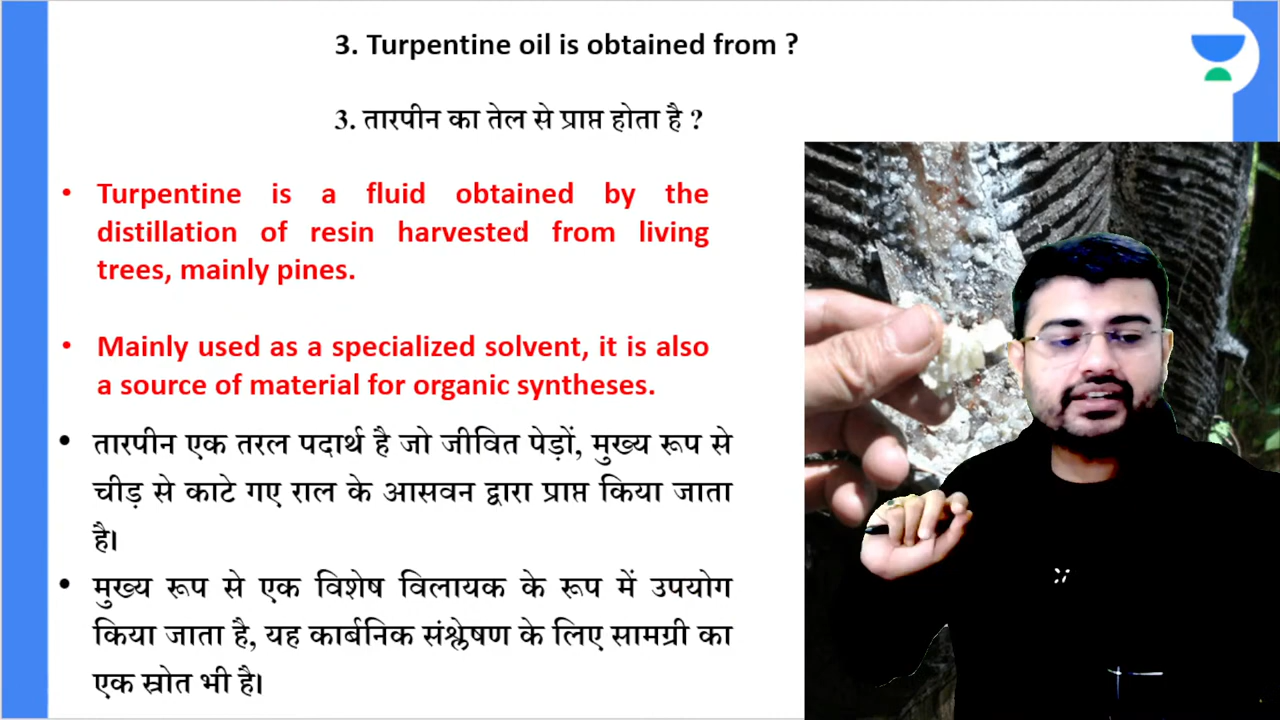 3. Turpentine oil is obtained from ?
3. तारपीन का तेल से प्राप्त होता है ?
• Turpentine is a fluid obtained by the
distillation of resin harvested from living
trees, mainly pines.
• Mainly used as a specialized solvent, it is also
a source of material for organic syntheses.
• तारपीन एक तरल पदार्थ है जो जीवित पेड़ों, मुख्य रूप से
चीड़ से काटे गए राल के आसवन द्वारा प्राप्त किया जाता
है।
• मुख्य रूप से एक विशेष विलायक के रूप में उपयोग
किया जाता है, यह कार्बनिक संश्लेषण के लिए सामग्री का
एक स्रोत भी है।